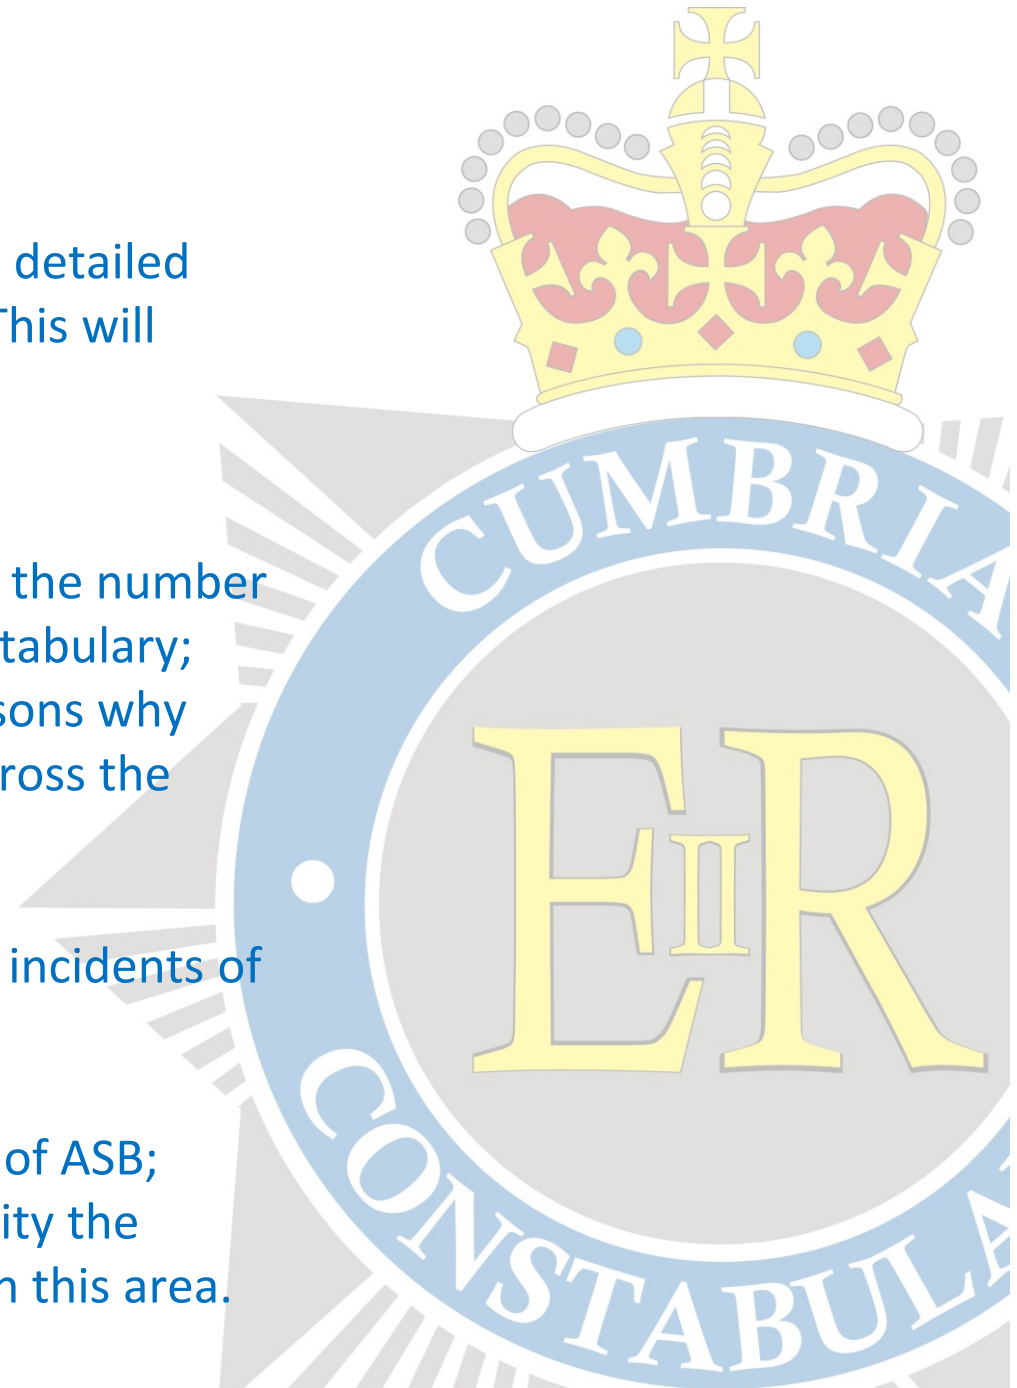 detailed
This will
the number
tabulary;
sons why
ross the
incidents of
of ASB;
ity the
n this area.
CUMBRIA
EIIR
CONSTABULA